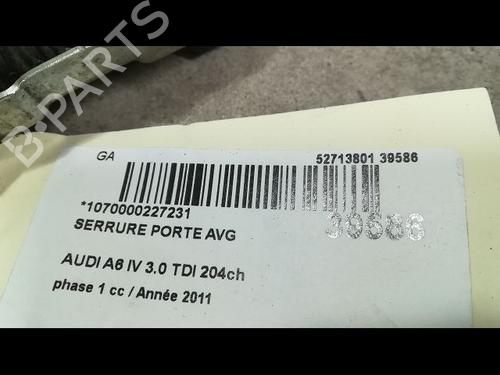 B-PARTS
GA 52713801 39586
*1070000227231 39586
SERRURE PORTE AVG
AUDI A6 IV 3.0 TDI 204ch
phase 1 cc / Année 2011